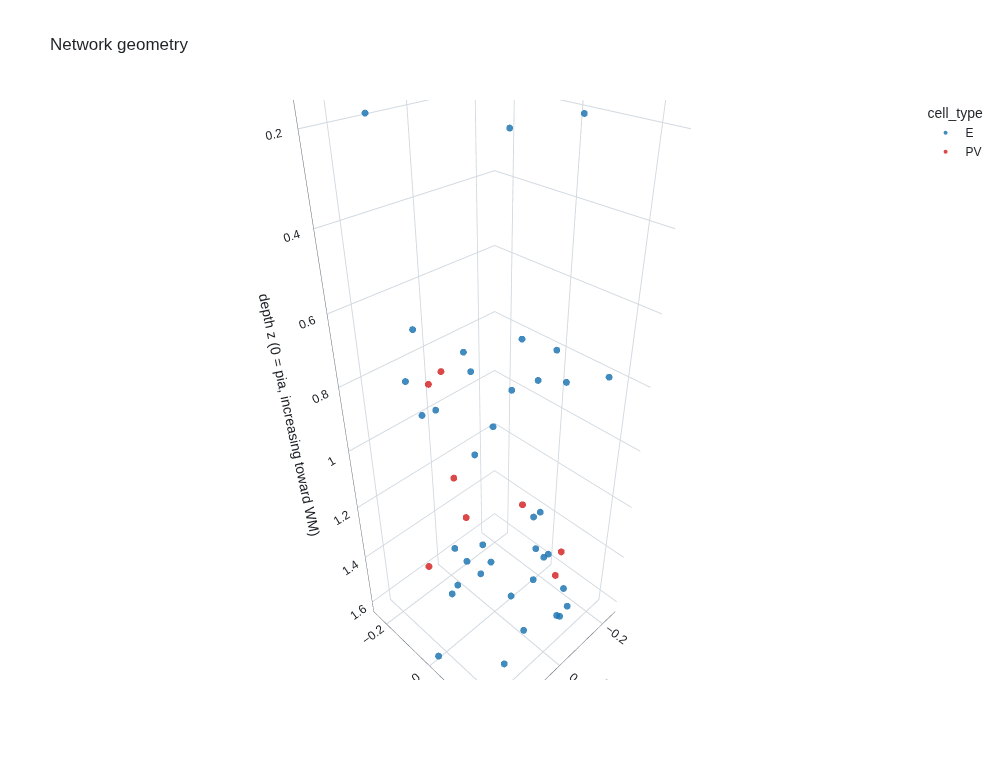 Network geometry
cell_type
E
PV
0.2
0.4
0.6
0.8
1
1.2
1.4
1.6
depth z (0 = pia, increasing toward WM)
−0.2
0
−0.2
0